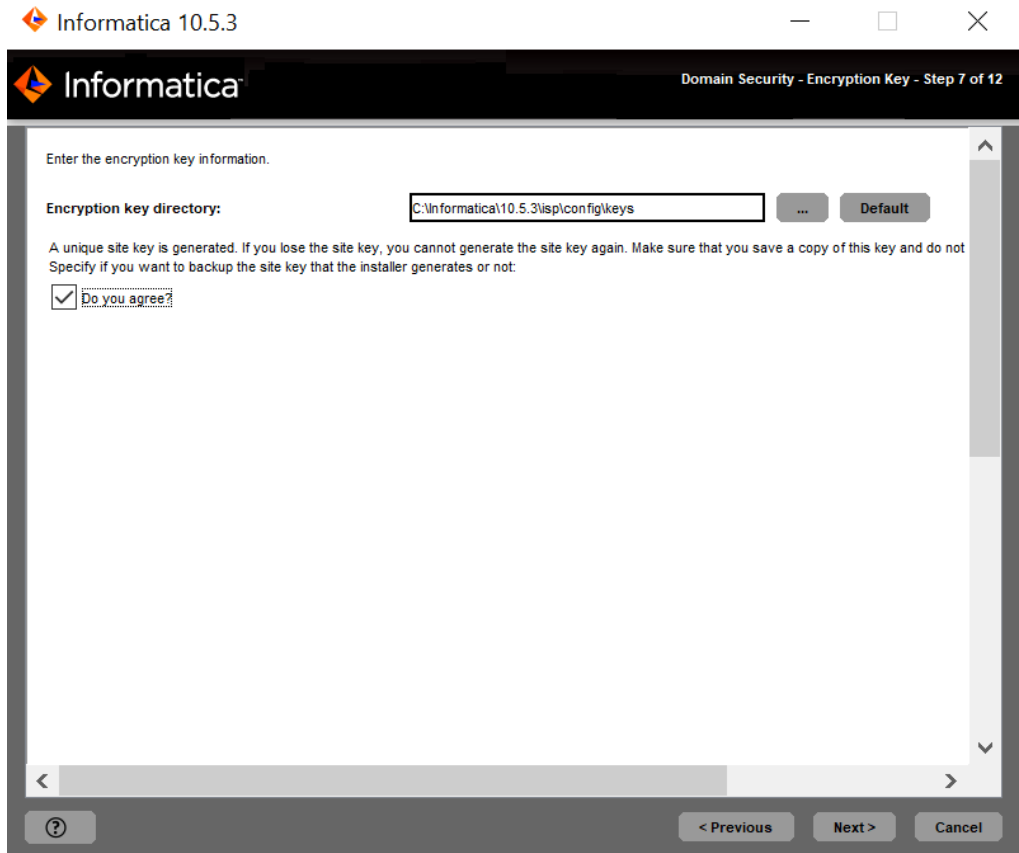 Informatica 10.5.3
Informatica
Domain Security - Encryption Key - Step 7 of 12
Enter the encryption key information.
Encryption key directory: C:\Informatica\10.5.3\isp\config\keys ... Default
A unique site key is generated. If you lose the site key, you cannot generate the site key again. Make sure that you save a copy of this key and do not
Specify if you want to backup the site key that the installer generates or not:
Do you agree?
? < Previous Next > Cancel